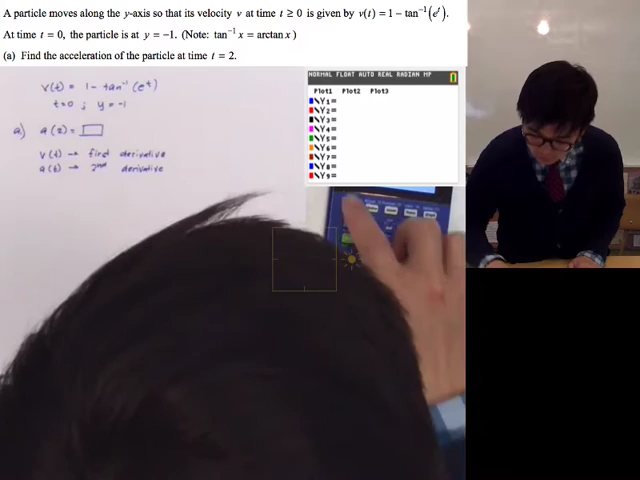 A particle moves along the y-axis so that its velocity v at time t ≥ 0 is given by v(t) = 1 − tan⁻¹(eᵗ).
At time t = 0, the particle is at y = −1. (Note: tan⁻¹ x = arctan x)
(a) Find the acceleration of the particle at time t = 2.
v(t) = 1 - tan⁻¹(eᵗ)
t=0 ; y=-1
a) a(2) = □
v(t) → first derivative
a(t) → 2nd derivative
NORMAL FLOAT AUTO REAL RADIAN MP
Plot1 Plot2 Plot3
\Y1=
\Y2=
\Y3=
\Y4=
\Y5=
\Y6=
\Y7=
\Y8=
\Y9=